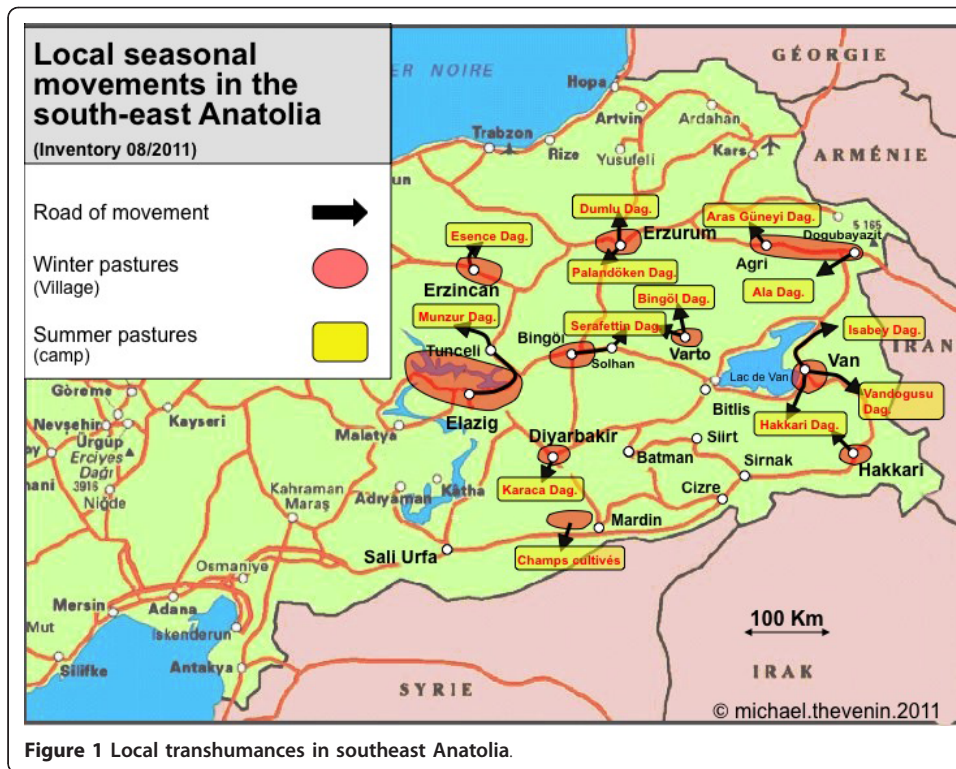 Local seasonal
movements in the
south-east Anatolia
(Inventory 08/2011)
Road of movement
Winter pastures
(Village)
Summer pastures
(camp)
ER NOIRE
GÉORGIE
Hopa
Artvin
Ardahan
Trabzon
Rize
Yusufeli
Kars
ARMÉNIE
un
Dumlu Dag.
Aras Güneyi Dag.
Esence Dag.
Erzurum
Dogubayazit
5 165
Erzincan
Palandöken Dag.
Agri
Ala Dag.
Munzur Dag.
Bingöl Dag.
Bingöl
Serafettin Dag.
Isabey Dag.
IRAN
Tunceli
Solhan
Varto
Van
Lac de Van
Göreme
Kayseri
Elazig
Bitlis
Vandogusu
Dag.
Nevşehir
Ürgüp
Malatya
Diyarbakir
Siirt
Hakkari Dag.
Erciyes
Dağı
Batman
Sirnak
Hakkari
3916
hani
Niğde
Kahraman
Maraş
Adıyaman
Kâtha
Karaca Dag.
Cizre
Mardin
Sali Urfa
Champs cultivés
Osmaniye
Mersin
Adana
Mut
Iskenderun
100 Km
Silifke
Antakya
SYRIE
IRAK
© michael.thevenin.2011
Figure 1 Local transhumances in southeast Anatolia.